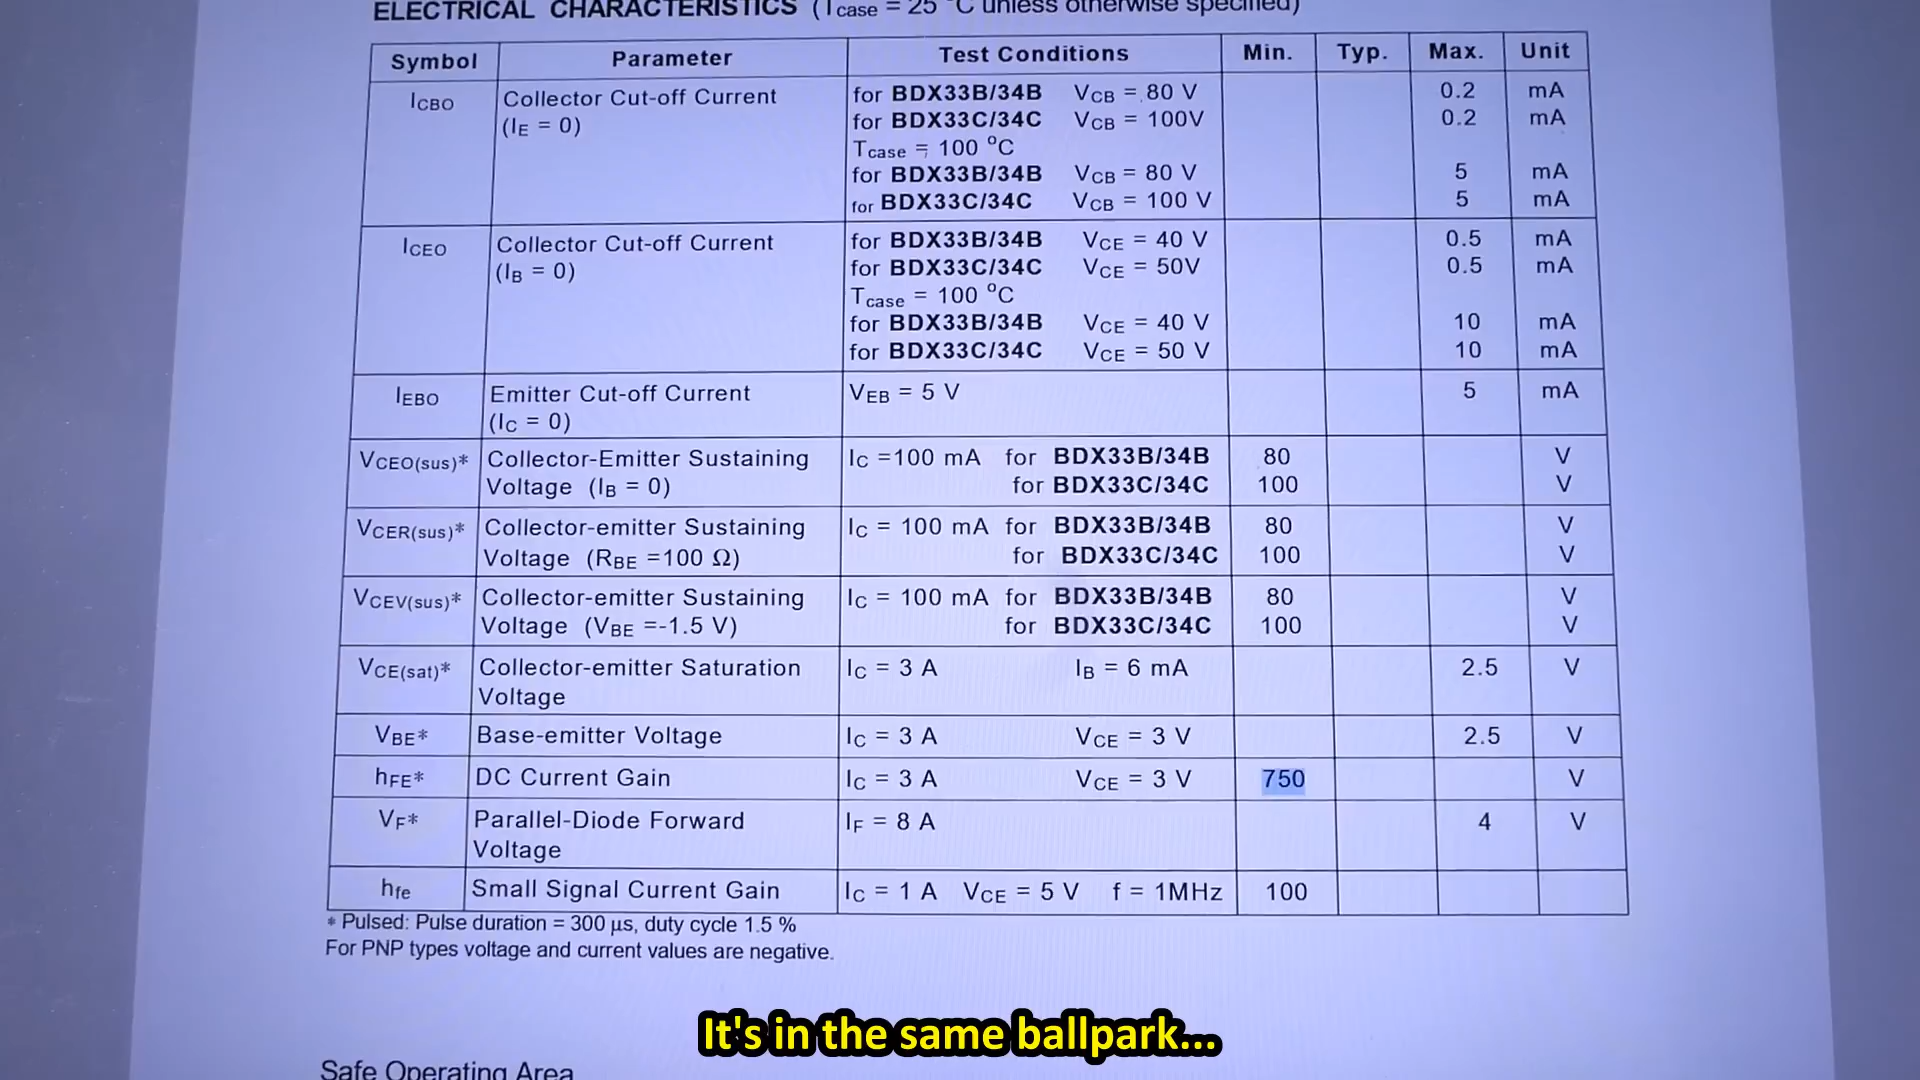 ELECTRICAL CHARACTERISTICS (Tcase = 25 °C unless otherwise specified)
Symbol Parameter Test Conditions Min. Typ. Max. Unit
ICBO Collector Cut-off Current for BDX33B/34B VCB = 80 V 0.2 mA
(IE = 0) for BDX33C/34C VCB = 100V 0.2 mA
Tcase = 100 °C
for BDX33B/34B VCB = 80 V 5 mA
for BDX33C/34C VCB = 100 V 5 mA
ICEO Collector Cut-off Current for BDX33B/34B VCE = 40 V 0.5 mA
(IB = 0) for BDX33C/34C VCE = 50V 0.5 mA
Tcase = 100 °C
for BDX33B/34B VCE = 40 V 10 mA
for BDX33C/34C VCE = 50 V 10 mA
IEBO Emitter Cut-off Current VEB = 5 V 5 mA
(IC = 0)
VCEO(sus)* Collector-Emitter Sustaining IC =100 mA for BDX33B/34B 80 V
Voltage (IB = 0) for BDX33C/34C 100 V
VCER(sus)* Collector-emitter Sustaining IC = 100 mA for BDX33B/34B 80 V
Voltage (RBE =100 Ω) for BDX33C/34C 100 V
VCEV(sus)* Collector-emitter Sustaining IC = 100 mA for BDX33B/34B 80 V
Voltage (VBE =-1.5 V) for BDX33C/34C 100 V
VCE(sat)* Collector-emitter Saturation IC = 3 A IB = 6 mA 2.5 V
Voltage
VBE* Base-emitter Voltage IC = 3 A VCE = 3 V 2.5 V
hFE* DC Current Gain IC = 3 A VCE = 3 V 750 V
VF* Parallel-Diode Forward IF = 8 A 4 V
Voltage
hfe Small Signal Current Gain IC = 1 A VCE = 5 V f = 1MHz 100
* Pulsed: Pulse duration = 300 μs, duty cycle 1.5 %
For PNP types voltage and current values are negative.
It's in the same ballpark...
Safe Operating Area